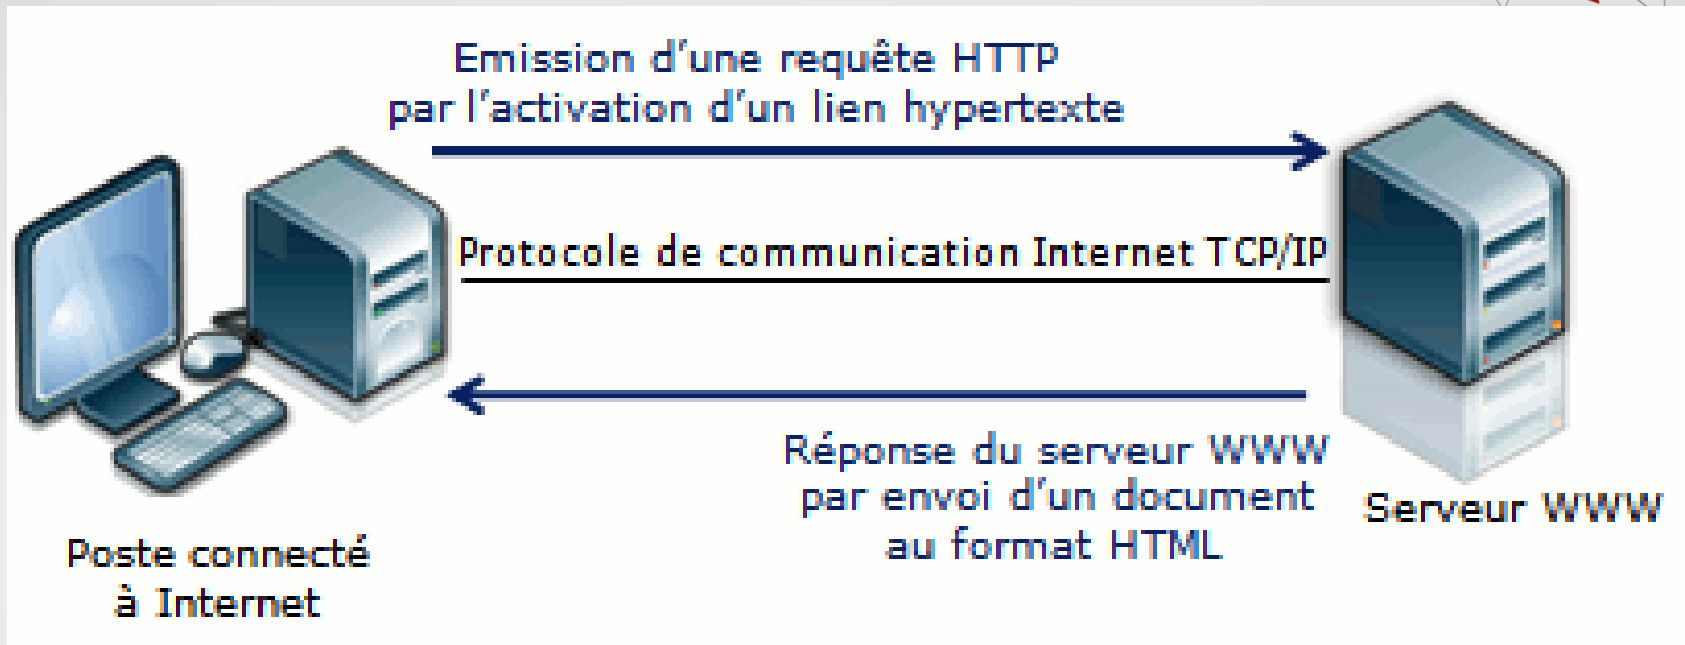 Emission d'une requête HTTP
par l'activation d'un lien hypertexte
Protocole de communication Internet TCP/IP
Réponse du serveur WWW
par envoi d'un document
au format HTML
Serveur WWW
Poste connecté
à Internet